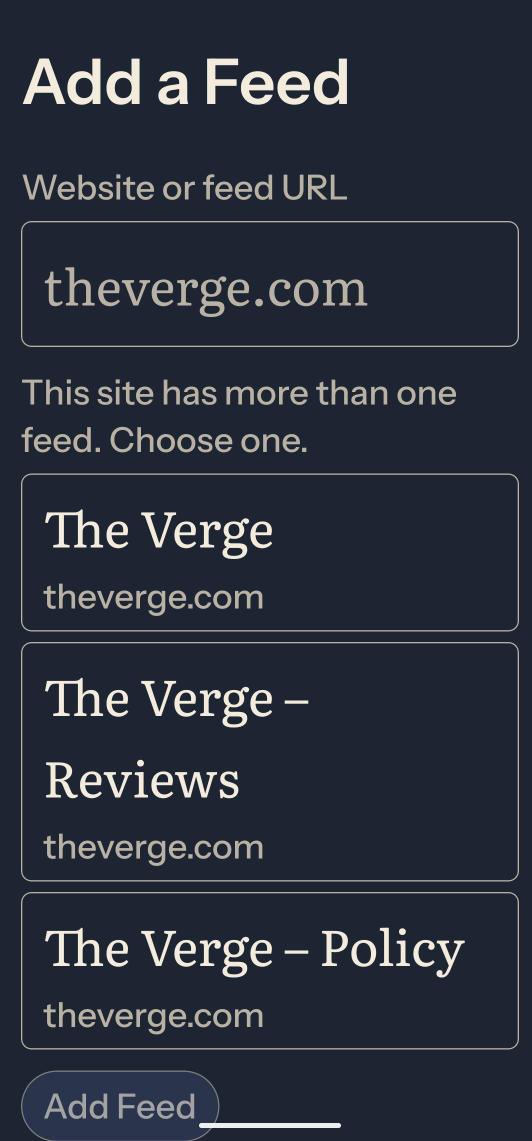 Add a Feed
Website or feed URL
theverge.com
This site has more than one
feed. Choose one.
The Verge
theverge.com
The Verge –
Reviews
theverge.com
The Verge – Policy
theverge.com
Add Feed